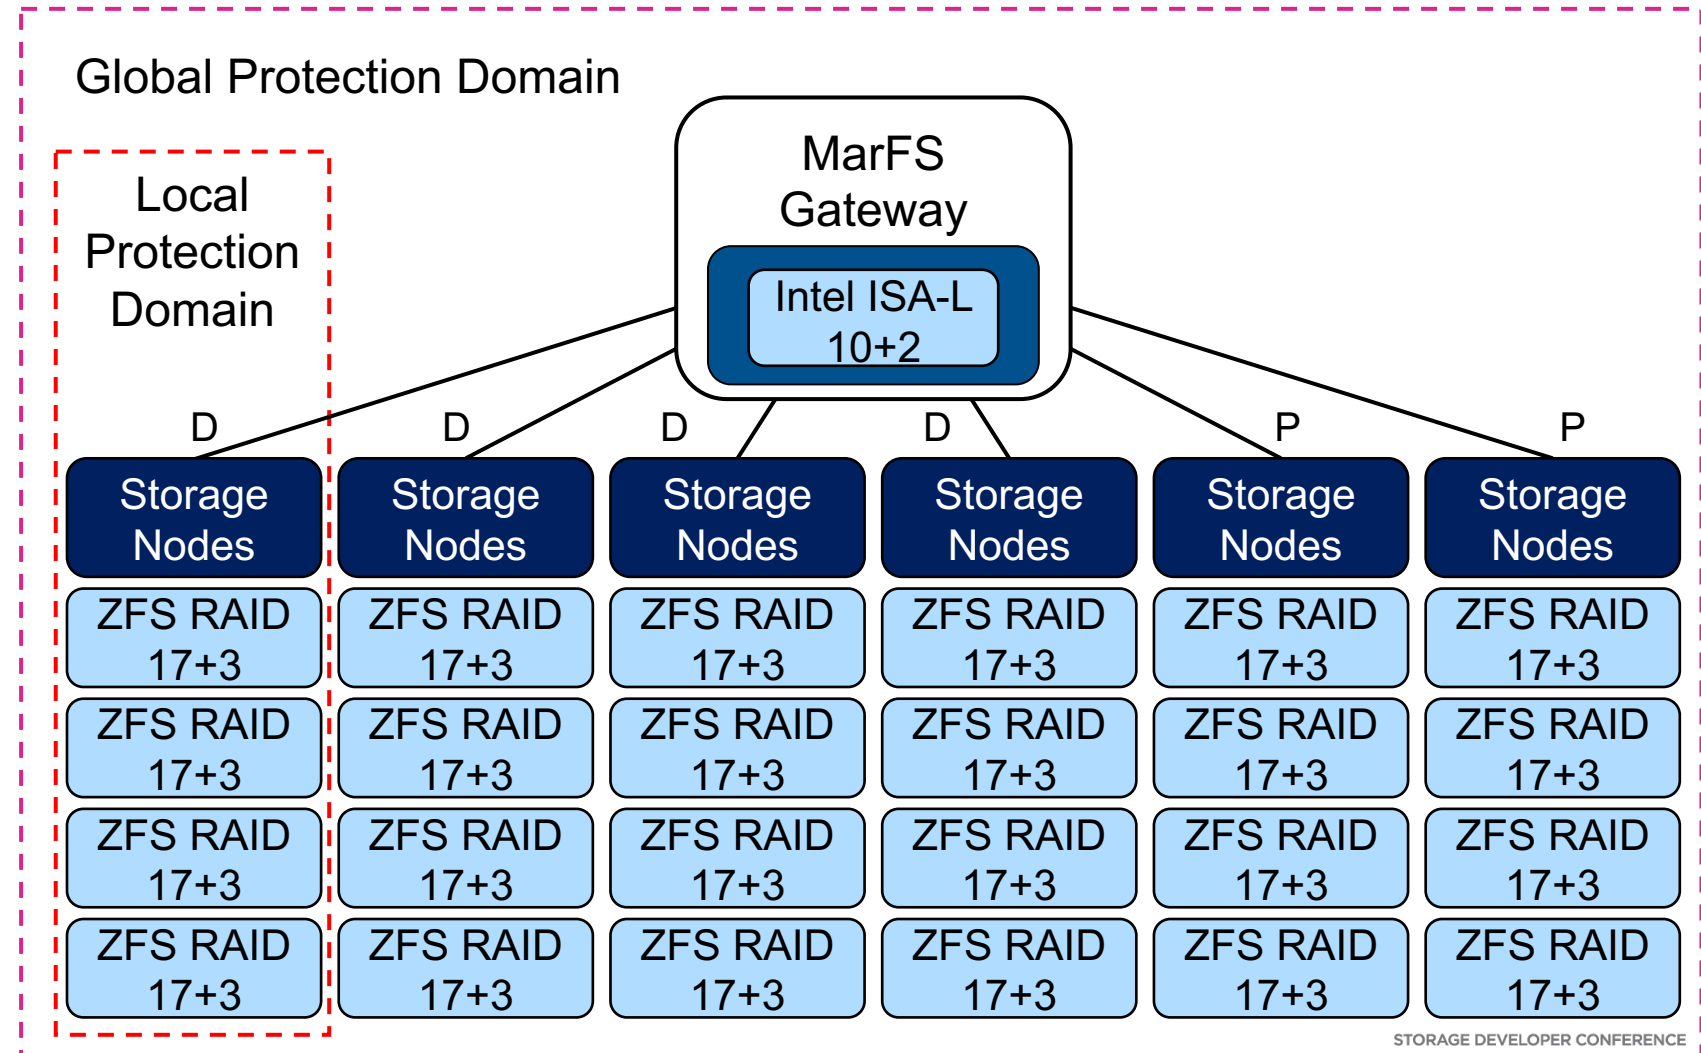 Global Protection Domain
Local
Protection
Domain
MarFS
Gateway
Intel ISA-L
10+2
D
D
D
D
P
P
Storage
Nodes
Storage
Nodes
Storage
Nodes
Storage
Nodes
Storage
Nodes
Storage
Nodes
ZFS RAID
17+3
ZFS RAID
17+3
ZFS RAID
17+3
ZFS RAID
17+3
ZFS RAID
17+3
ZFS RAID
17+3
ZFS RAID
17+3
ZFS RAID
17+3
ZFS RAID
17+3
ZFS RAID
17+3
ZFS RAID
17+3
ZFS RAID
17+3
ZFS RAID
17+3
ZFS RAID
17+3
ZFS RAID
17+3
ZFS RAID
17+3
ZFS RAID
17+3
ZFS RAID
17+3
ZFS RAID
17+3
ZFS RAID
17+3
ZFS RAID
17+3
ZFS RAID
17+3
ZFS RAID
17+3
ZFS RAID
17+3
STORAGE DEVELOPER CONFERENCE